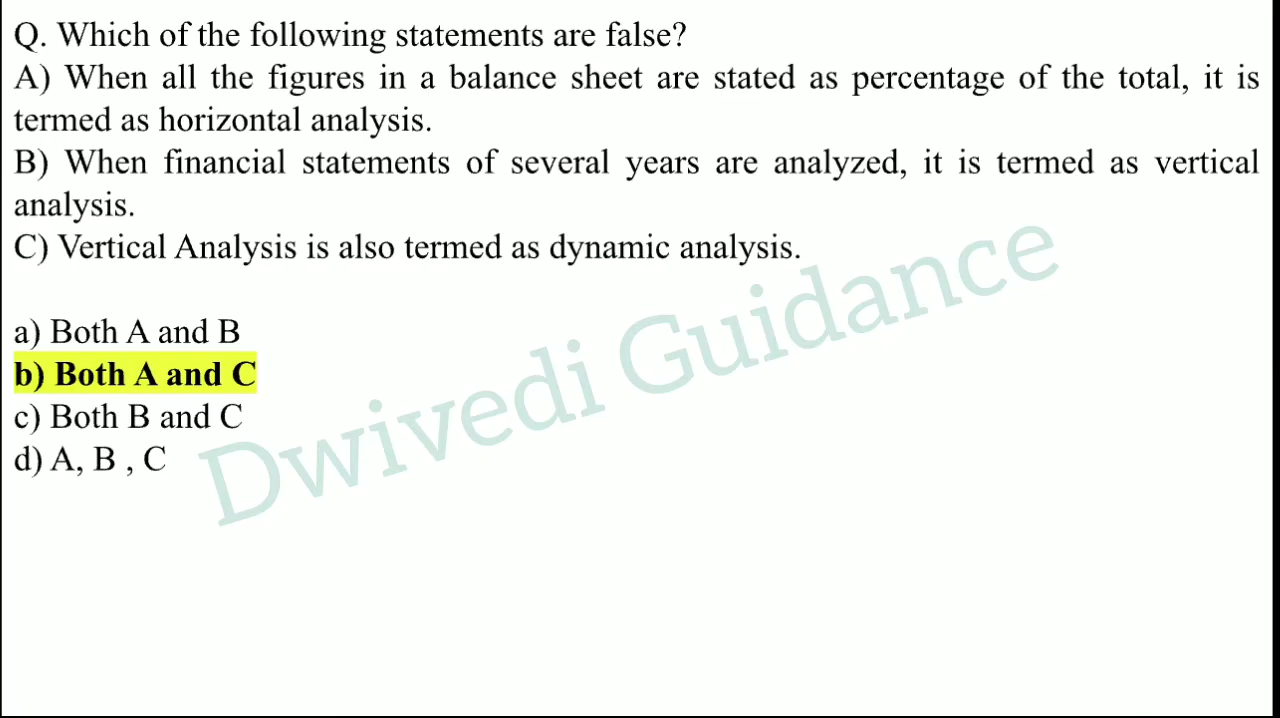 Q. Which of the following statements are false?
A) When all the figures in a balance sheet are stated as percentage of the total, it is
termed as horizontal analysis.
B) When financial statements of several years are analyzed, it is termed as vertical
analysis.
C) Vertical Analysis is also termed as dynamic analysis.
a) Both A and B
b) Both A and C
c) Both B and C
d) A, B , C
Dwivedi Guidance